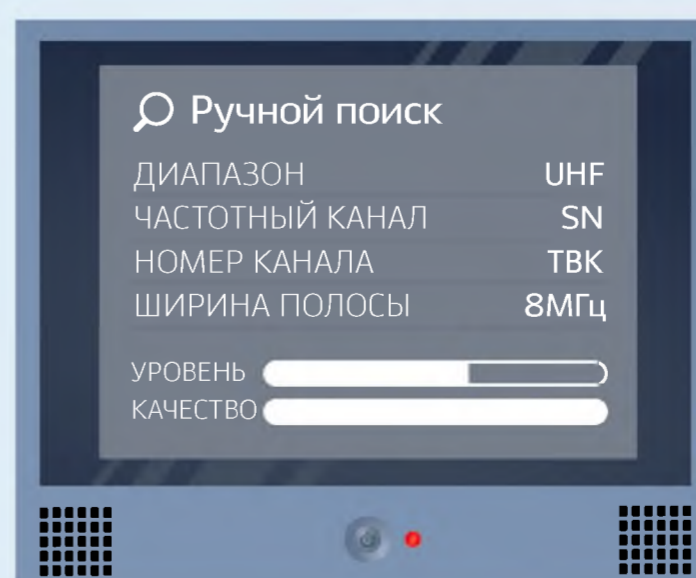 Ручной поиск
ДИАПАЗОН UHF
ЧАСТОТНЫЙ КАНАЛ SN
НОМЕР КАНАЛА ТВК
ШИРИНА ПОЛОСЫ 8МГц
УРОВЕНЬ
КАЧЕСТВО